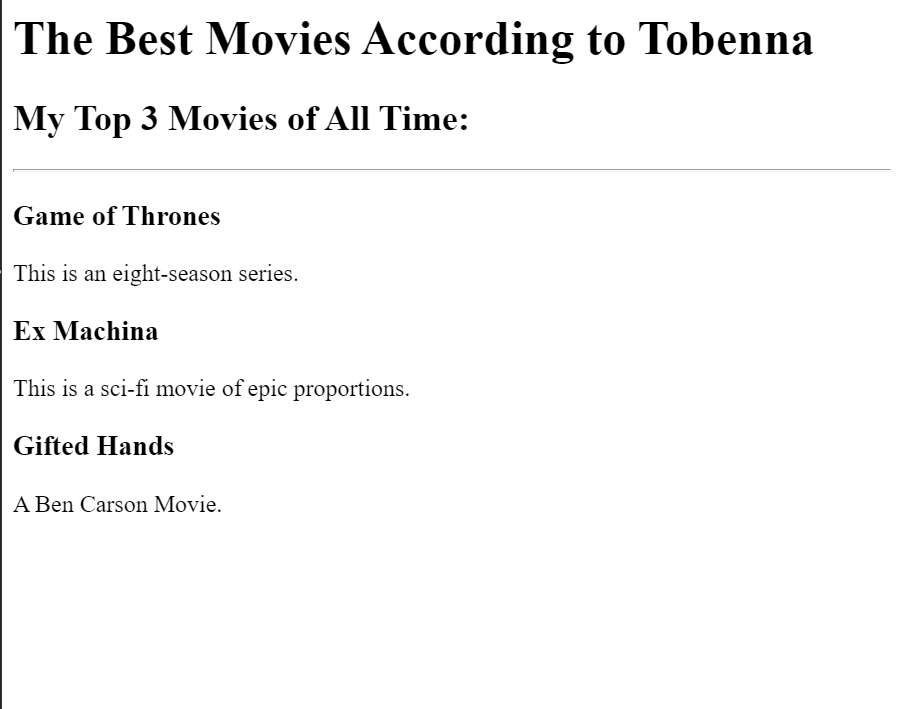 The Best Movies According to Tobenna
My Top 3 Movies of All Time:
Game of Thrones
This is an eight-season series.
Ex Machina
This is a sci-fi movie of epic proportions.
Gifted Hands
A Ben Carson Movie.